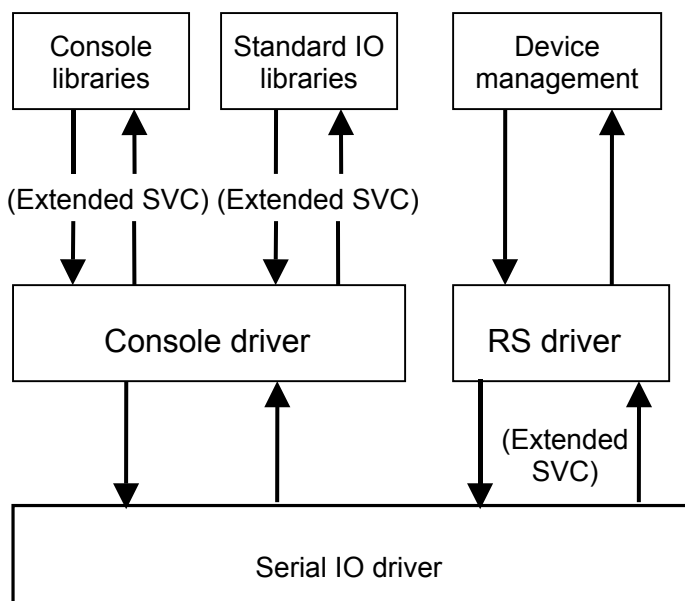 Console
libraries
Standard IO
libraries
Device
management
(Extended SVC)
(Extended SVC)
Console driver
RS driver
(Extended
SVC)
Serial IO driver